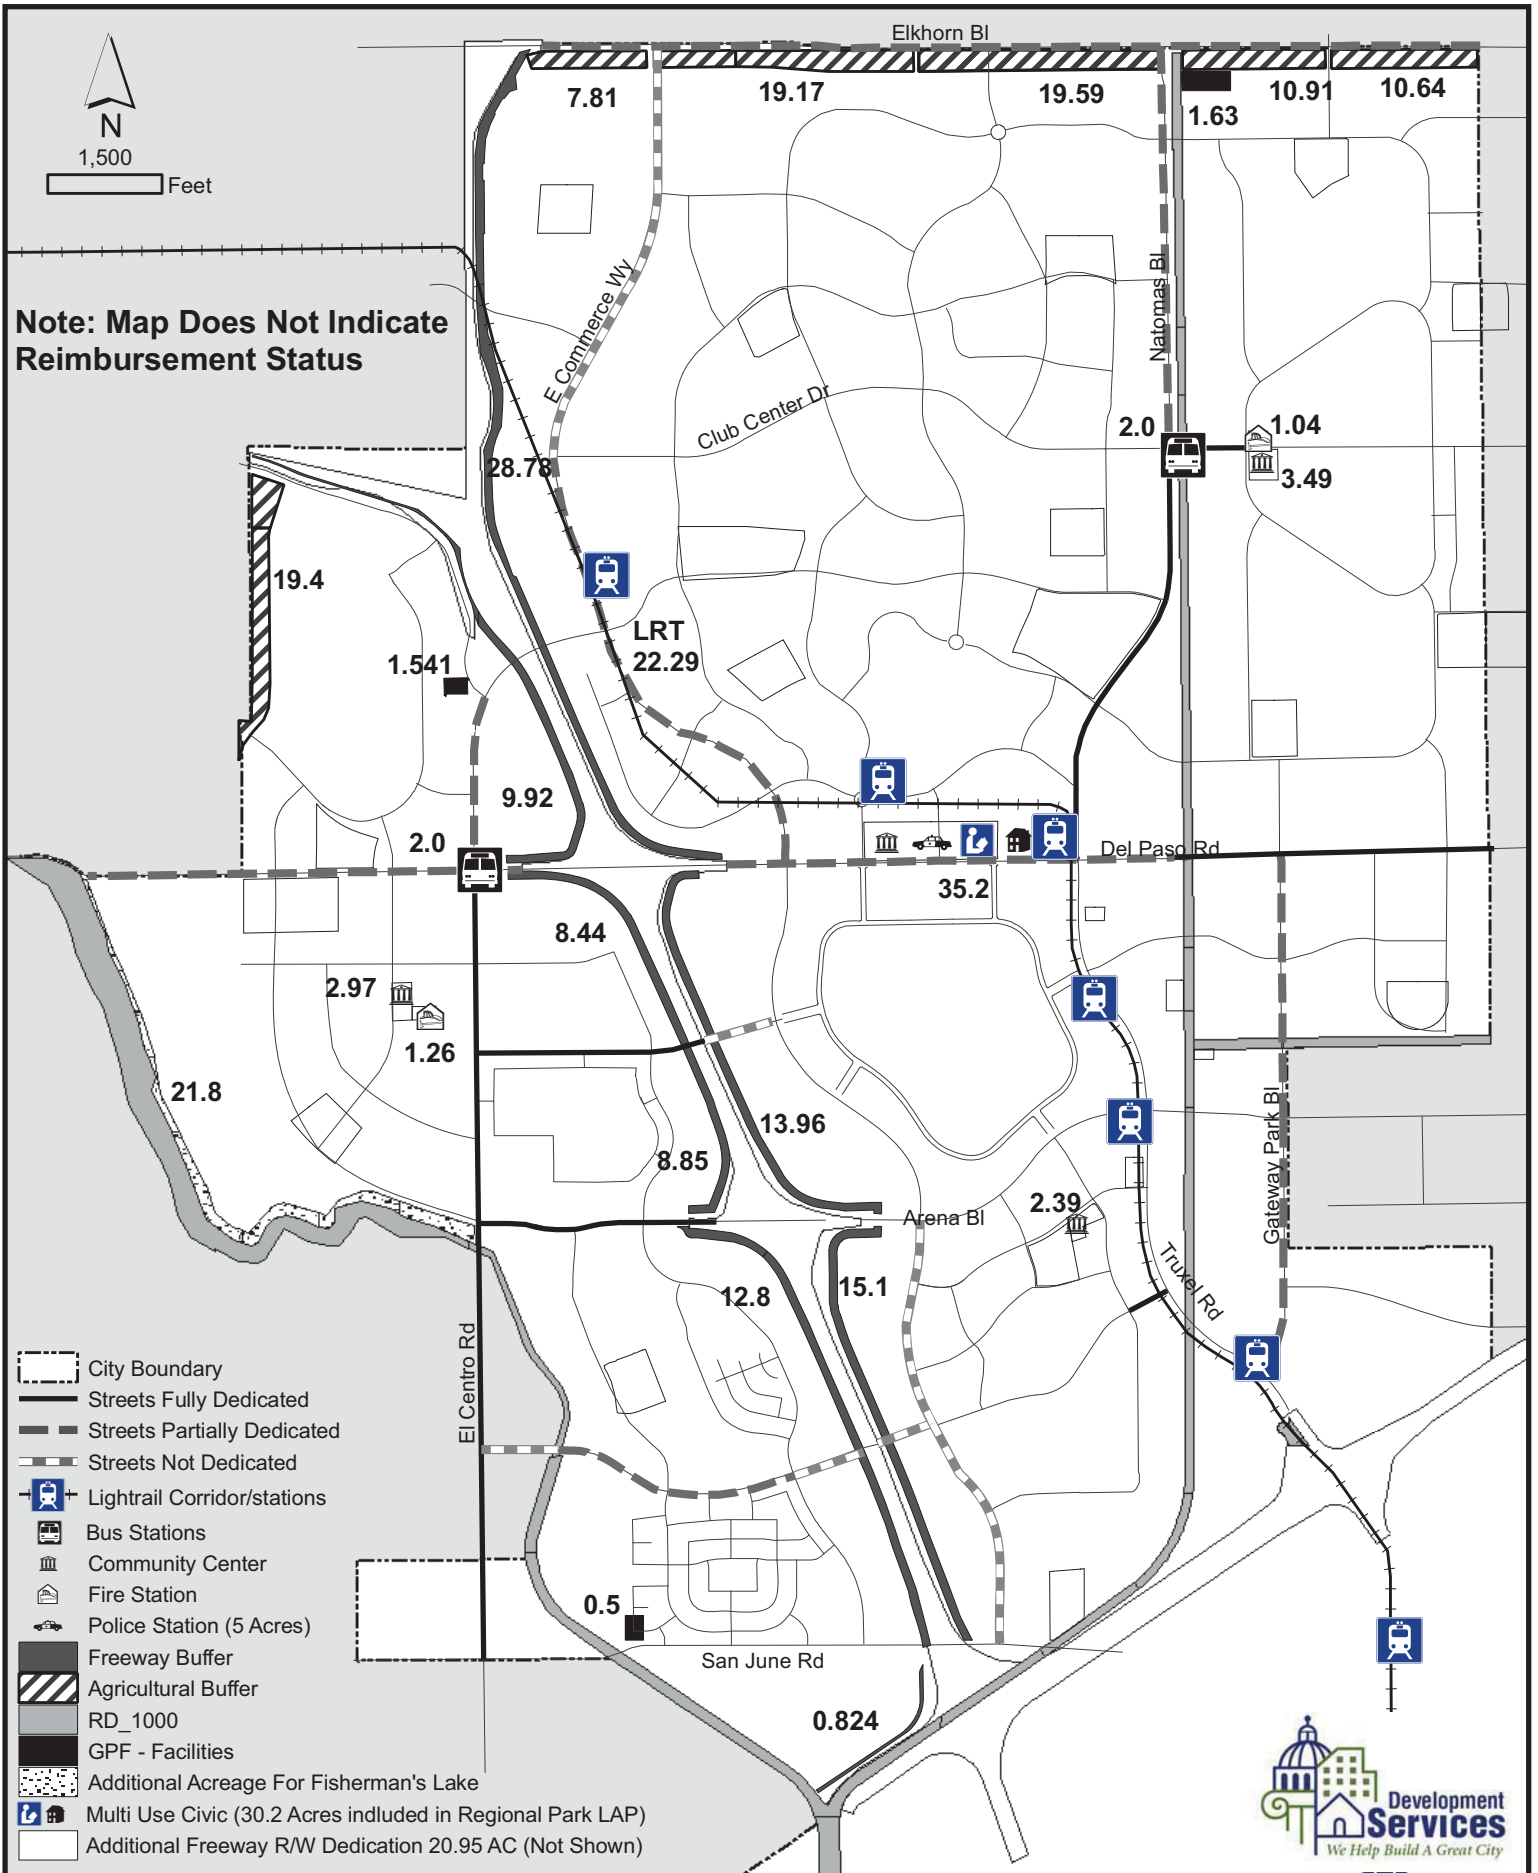 Elkhorn Bl
7.81
19.17
19.59
10.91
10.64
1.63
N
1,500
Feet
Note: Map Does Not Indicate
Reimbursement Status
E Commerce Wy
Natomas Bl
Club Center Dr
2.0
1.04
3.49
28.78
19.4
LRT
22.29
1.541
9.92
2.0
Del Paso Rd
35.2
8.44
2.97
1.26
21.8
13.96
8.85
Gateway Park Bl
2.39
Arena Bl
Truxel Rd
12.8
15.1
El Centro Rd
City Boundary
Streets Fully Dedicated
Streets Partially Dedicated
Streets Not Dedicated
Lightrail Corridor/stations
Bus Stations
Community Center
Fire Station
Police Station (5 Acres)
Freeway Buffer
Agricultural Buffer
RD_1000
GPF - Facilities
Additional Acreage For Fisherman's Lake
Multi Use Civic (30.2 Acres indluded in Regional Park LAP)
Additional Freeway R/W Dedication 20.95 AC (Not Shown)
0.5
San June Rd
0.824
Development
Services
We Help Build A Great City